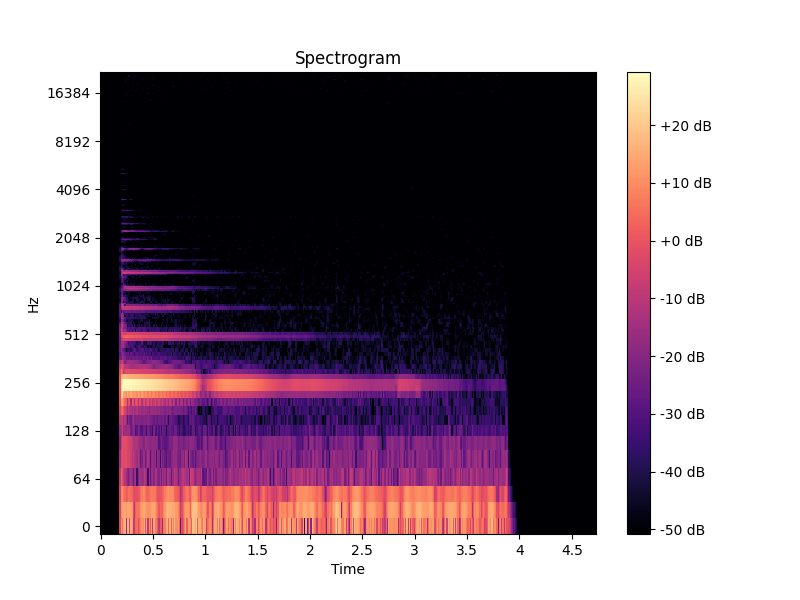 Spectrogram
16384
8192
4096
2048
1024
512
256
128
64
0
Hz
0
0.5
1
1.5
2
2.5
3
3.5
4
4.5
Time
+20 dB
+10 dB
+0 dB
-10 dB
-20 dB
-30 dB
-40 dB
-50 dB